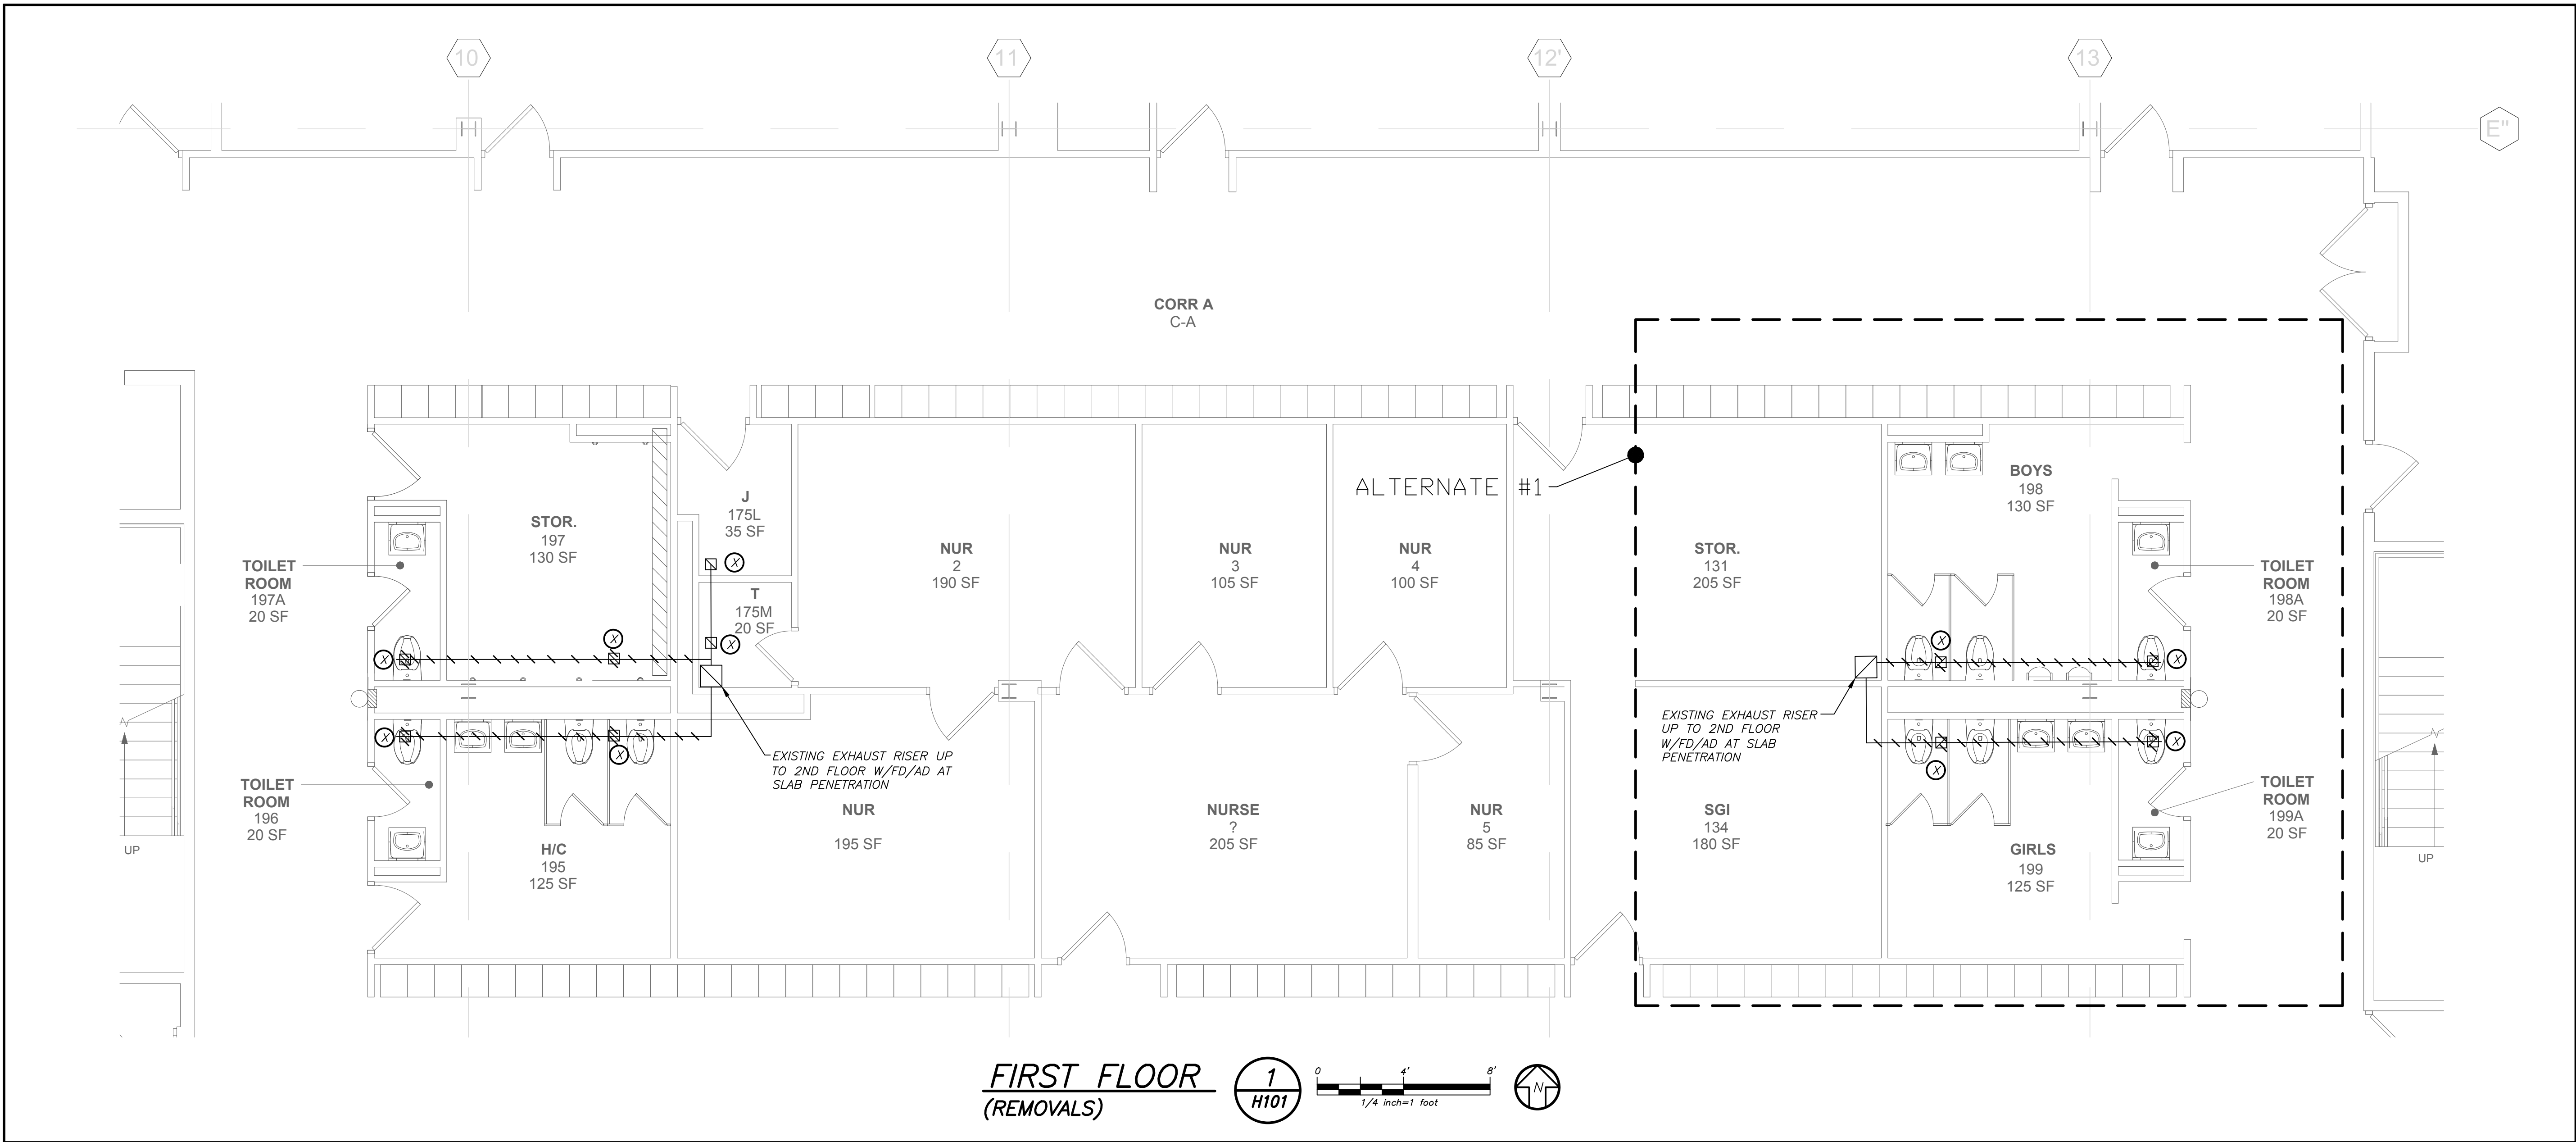 10
11
12'
13
E"
CORR A
C-A
ALTERNATE #1
STOR.
197
130 SF
J
175L
35 SF
T
175M
20 SF
NUR
2
190 SF
NUR
3
105 SF
NUR
4
100 SF
STOR.
131
205 SF
BOYS
198
130 SF
TOILET
ROOM
197A
20 SF
TOILET
ROOM
198A
20 SF
X
X
X
X
X
X
X
X
X
X
X
EXISTING EXHAUST RISER UP
TO 2ND FLOOR W/FD/AD AT
SLAB PENETRATION
EXISTING EXHAUST RISER
UP TO 2ND FLOOR
W/FD/AD AT SLAB
PENETRATION
X
TOILET
ROOM
196
20 SF
H/C
195
125 SF
NUR
195 SF
NURSE
?
205 SF
NUR
5
85 SF
SGI
134
180 SF
GIRLS
199
125 SF
TOILET
ROOM
199A
20 SF
UP
UP
FIRST FLOOR
(REMOVALS)
1
H101
0 4' 8'
1/4 inch=1 foot
N